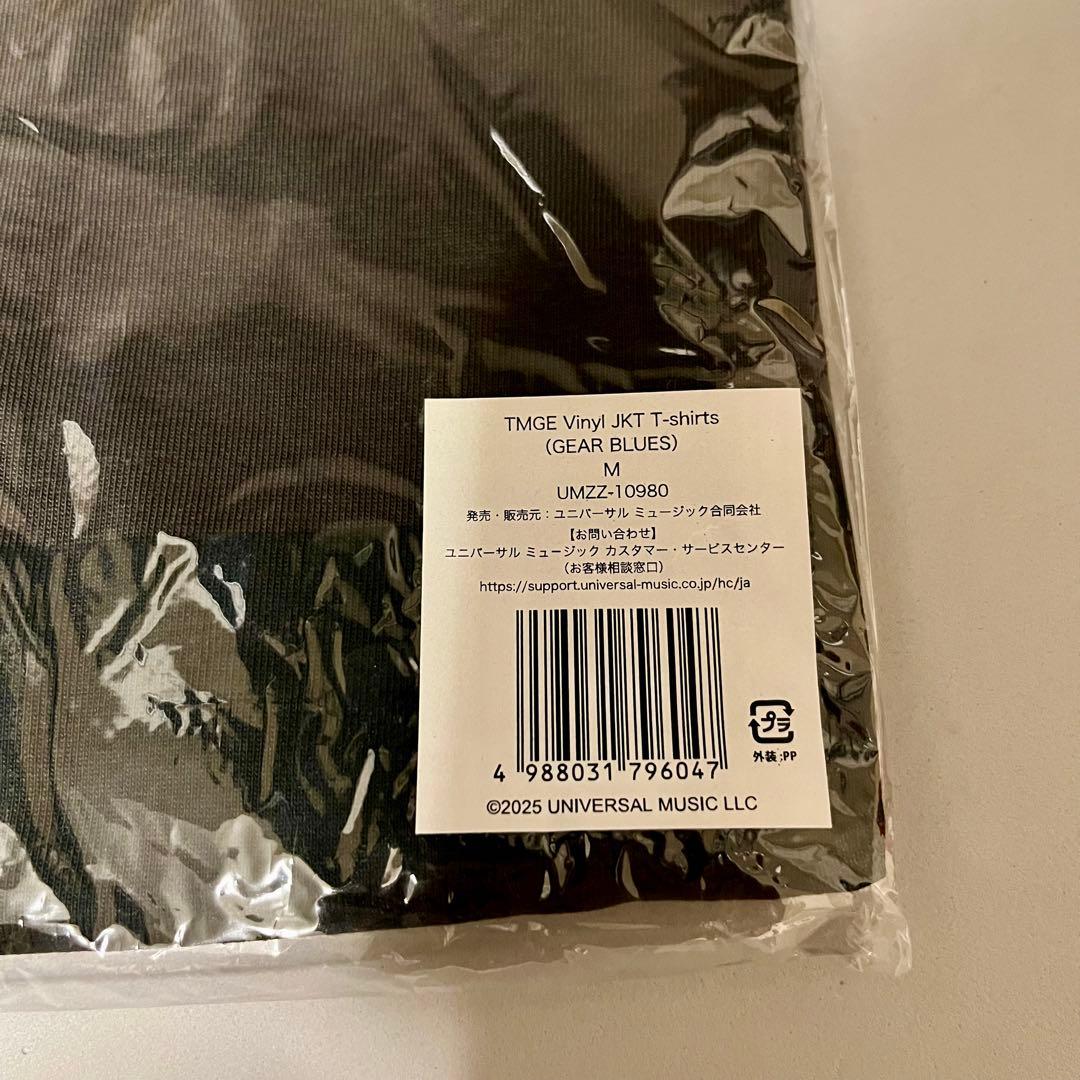 TMGE Vinyl JKT T-shirts
(GEAR BLUES)
M
UMZZ-10980
発売・販売元：ユニバーサル ミュージック合同会社
【お問い合わせ】
ユニバーサル ミュージック カスタマー・サービスセンター
（お客様相談窓口）
https://support.universal-music.co.jp/hc/ja
プラ
外装:PP
4 988031 796047
©2025 UNIVERSAL MUSIC LLC